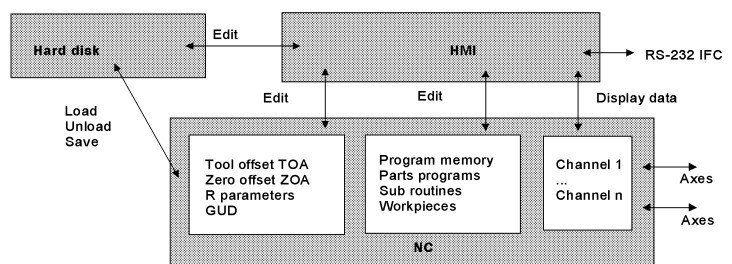 Hard disk
Edit
HMI
RS-232 IFC
Load
Unload
Save
Edit
Edit
Display data
Tool offset TOA
Zero offset ZOA
R parameters
GUD
Program memory
Parts programs
Sub routines
Workpieces
Channel 1
...
Channel n
Axes
Axes
NC